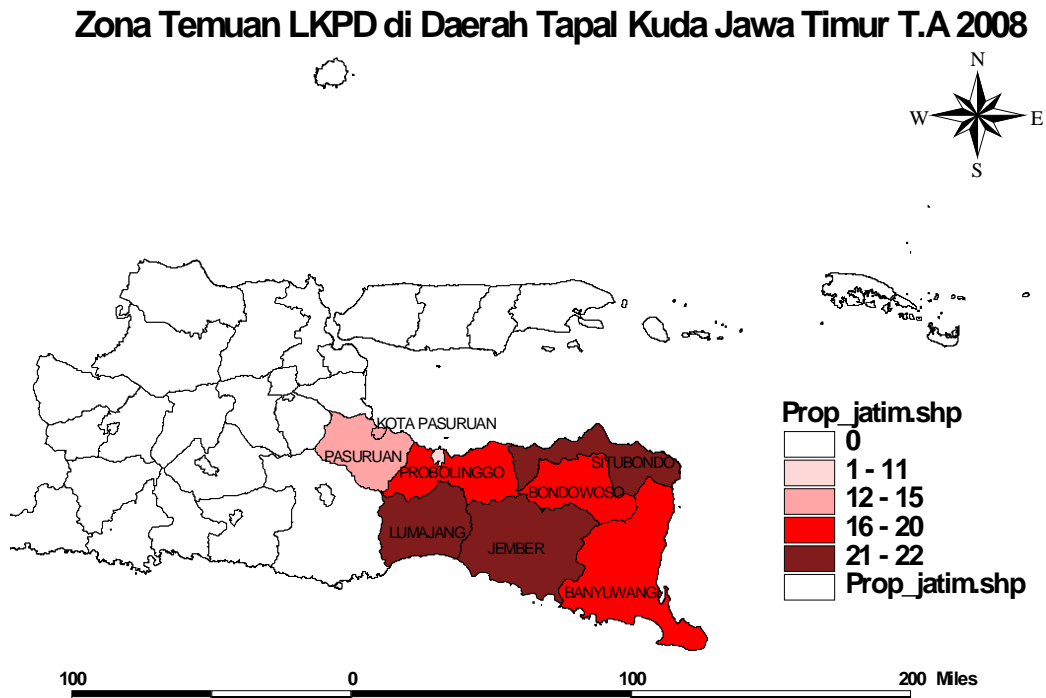 Zona Temuan LKPD di Daerah Tapal Kuda Jawa Timur T.A 2008
N
W
E
S
Prop_jatim.shp
0
1 - 11
12 - 15
16 - 20
21 - 22
Prop_jatim.shp
KOTA PASURUAN
PASURUAN
PROBOLINGGO
SITUBONDO
BONDOWOSO
LUMAJANG
JEMBER
BANYUWANG
100 0 100 200 Miles